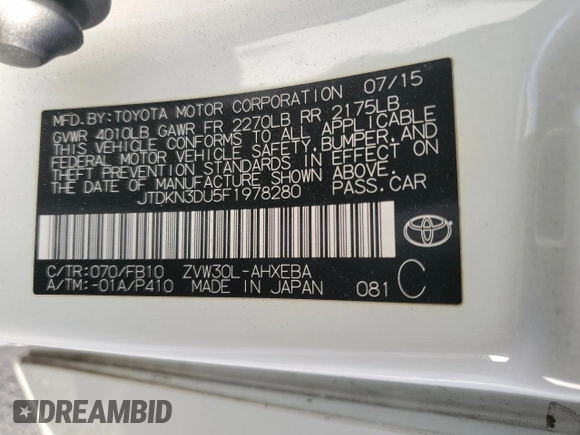 MFD. BY: TOYOTA MOTOR CORPORATION 07/15
GVWR 4010LB GAWR FR 2270LB RR 2175LB
THIS VEHICLE CONFORMS TO ALL APPLICABLE
FEDERAL MOTOR VEHICLE SAFETY, BUMPER, AND
THEFT PREVENTION STANDARDS IN EFFECT ON
THE DATE OF MANUFACTURE SHOWN ABOVE.
JTDKN3DU5F1978280 PASS. CAR
C/TR: 070/FB10 ZVW30L-AHXEBA
A/TM: -01A/P410 MADE IN JAPAN 081 C
DREAMBID